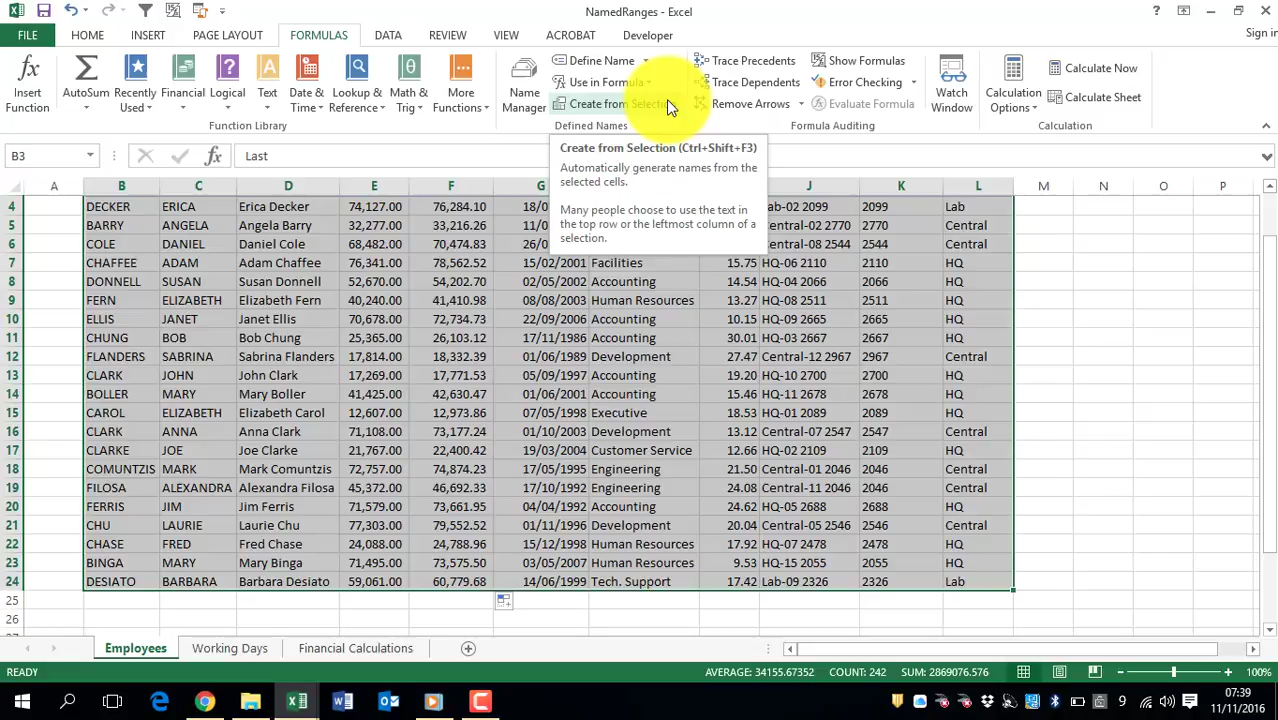 NamedRanges - Excel
?
FILE HOME INSERT PAGE LAYOUT FORMULAS DATA REVIEW VIEW ACROBAT Developer Sign in
fx Insert Function
Σ AutoSum
Recently Used
Financial
Logical
A Text
Date & Time
Lookup & Reference
Math & Trig
More Functions
Function Library
Name Manager
Define Name
Use in Formula
Create from Selectio
Defined Names
Trace Precedents
Trace Dependents
Remove Arrows
Show Formulas
Error Checking
Evaluate Formula
Formula Auditing
Watch Window
Calculation Options
Calculate Now
Calculate Sheet
Calculation
B3 fx Last
Create from Selection (Ctrl+Shift+F3)
Automatically generate names from the
selected cells.
Many people choose to use the text in
the top row or the leftmost column of a
selection.
A B C D E F G J K L M N O P
4 DECKER ERICA Erica Decker 74,127.00 76,284.10 18/0 Lab-02 2099 2099 Lab
5 BARRY ANGELA Angela Barry 32,277.00 33,216.26 11/0 Central-02 2770 2770 Central
6 COLE DANIEL Daniel Cole 68,482.00 70,474.83 26/0 Central-08 2544 2544 Central
7 CHAFFEE ADAM Adam Chaffee 76,341.00 78,562.52 15/02/2001 Facilities 15.75 HQ-06 2110 2110 HQ
8 DONNELL SUSAN Susan Donnell 52,670.00 54,202.70 02/05/2002 Accounting 14.54 HQ-04 2066 2066 HQ
9 FERN ELIZABETH Elizabeth Fern 40,240.00 41,410.98 08/08/2003 Human Resources 13.27 HQ-08 2511 2511 HQ
10 ELLIS JANET Janet Ellis 70,678.00 72,734.73 22/09/2006 Accounting 10.15 HQ-09 2665 2665 HQ
11 CHUNG BOB Bob Chung 25,365.00 26,103.12 17/11/1986 Accounting 30.01 HQ-03 2667 2667 HQ
12 FLANDERS SABRINA Sabrina Flanders 17,814.00 18,332.39 01/06/1989 Development 27.47 Central-12 2967 2967 Central
13 CLARK JOHN John Clark 17,269.00 17,771.53 05/09/1997 Accounting 19.20 HQ-10 2700 2700 HQ
14 BOLLER MARY Mary Boller 41,425.00 42,630.47 01/06/2001 Accounting 15.46 HQ-11 2678 2678 HQ
15 CAROL ELIZABETH Elizabeth Carol 12,607.00 12,973.86 07/05/1998 Executive 18.53 HQ-01 2089 2089 HQ
16 CLARK ANNA Anna Clark 71,108.00 73,177.24 01/10/2003 Development 13.12 Central-07 2547 2547 Central
17 CLARKE JOE Joe Clarke 21,767.00 22,400.42 19/03/2004 Customer Service 12.66 HQ-02 2109 2109 HQ
18 COMUNTZIS MARK Mark Comuntzis 72,757.00 74,874.23 17/05/1995 Engineering 21.50 Central-01 2046 2046 Central
19 FILOSA ALEXANDRA Alexandra Filosa 45,372.00 46,692.33 17/10/1992 Engineering 24.08 Central-11 2046 2046 Central
20 FERRIS JIM Jim Ferris 71,579.00 73,661.95 04/04/1992 Accounting 24.62 HQ-05 2688 2688 HQ
21 CHU LAURIE Laurie Chu 77,303.00 79,552.52 01/11/1996 Development 20.04 Central-05 2546 2546 Central
22 CHASE FRED Fred Chase 24,088.00 24,788.96 15/12/1998 Human Resources 17.92 HQ-07 2478 2478 HQ
23 BINGA MARY Mary Binga 71,495.00 73,575.50 03/05/2007 Human Resources 9.53 HQ-15 2055 2055 HQ
24 DESIATO BARBARA Barbara Desiato 59,061.00 60,779.68 14/06/1999 Tech. Support 17.42 Lab-09 2326 2326 Lab
25
26
Employees Working Days Financial Calculations
READY AVERAGE: 34155.67352 COUNT: 242 SUM: 2869076.576 100%
07:39
11/11/2016